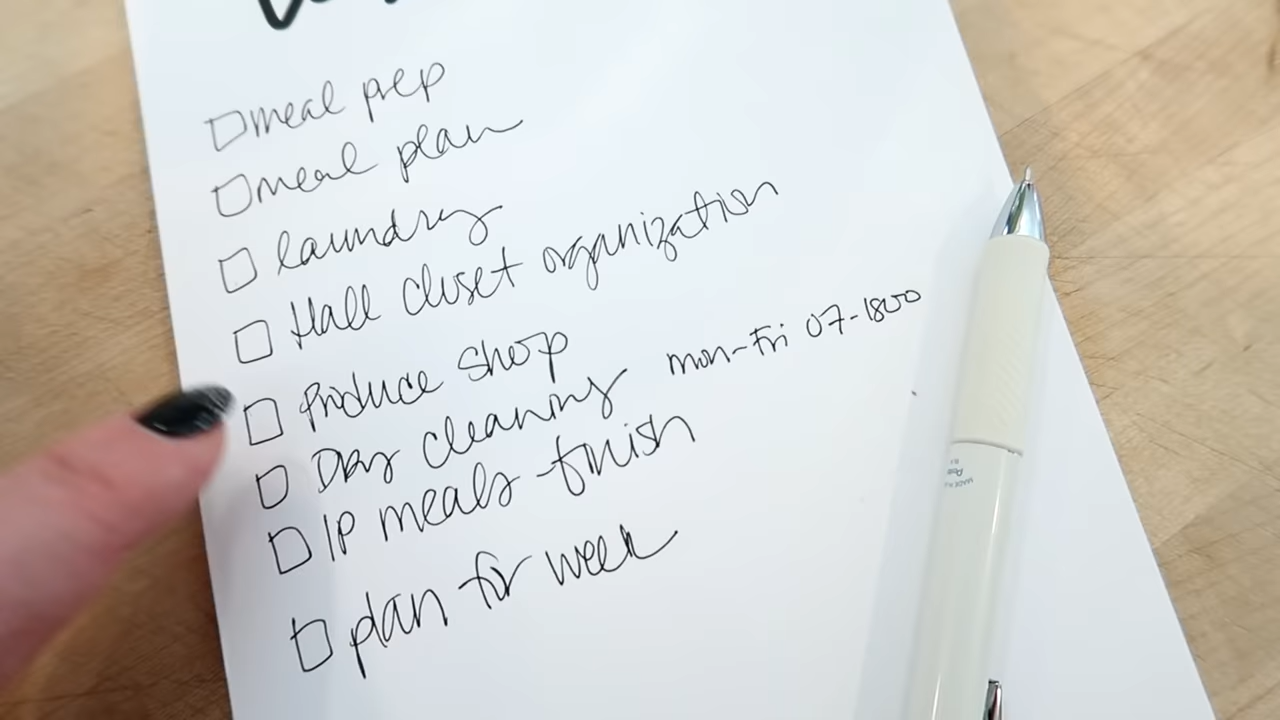 meal prep
meal plan
laundry
Hall closet organization
Produce shop
Dry cleaning mon-Fri 07-1800
IP meals-finish
plan for week